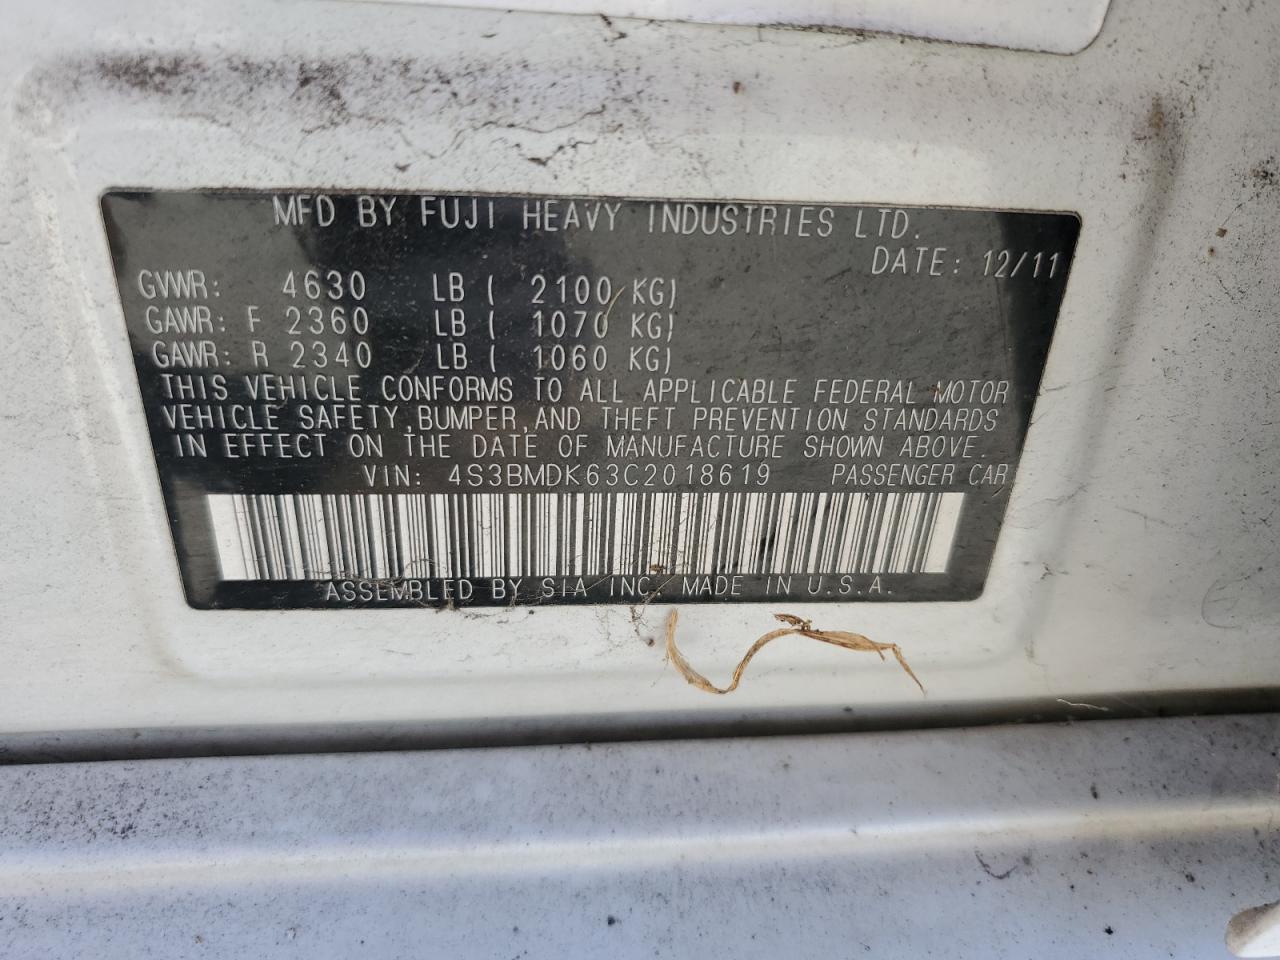 MFD BY FUJI HEAVY INDUSTRIES LTD.
DATE: 12/11
GVWR: 4630 LB ( 2100 KG)
GAWR: F 2360 LB ( 1070 KG)
GAWR: R 2340 LB ( 1060 KG)
THIS VEHICLE CONFORMS TO ALL APPLICABLE FEDERAL MOTOR
VEHICLE SAFETY, BUMPER, AND THEFT PREVENTION STANDARDS
IN EFFECT ON THE DATE OF MANUFACTURE SHOWN ABOVE.
VIN: 4S3BMDK63C2018619 PASSENGER CAR
ASSEMBLED BY SIA INC. MADE IN U.S.A.